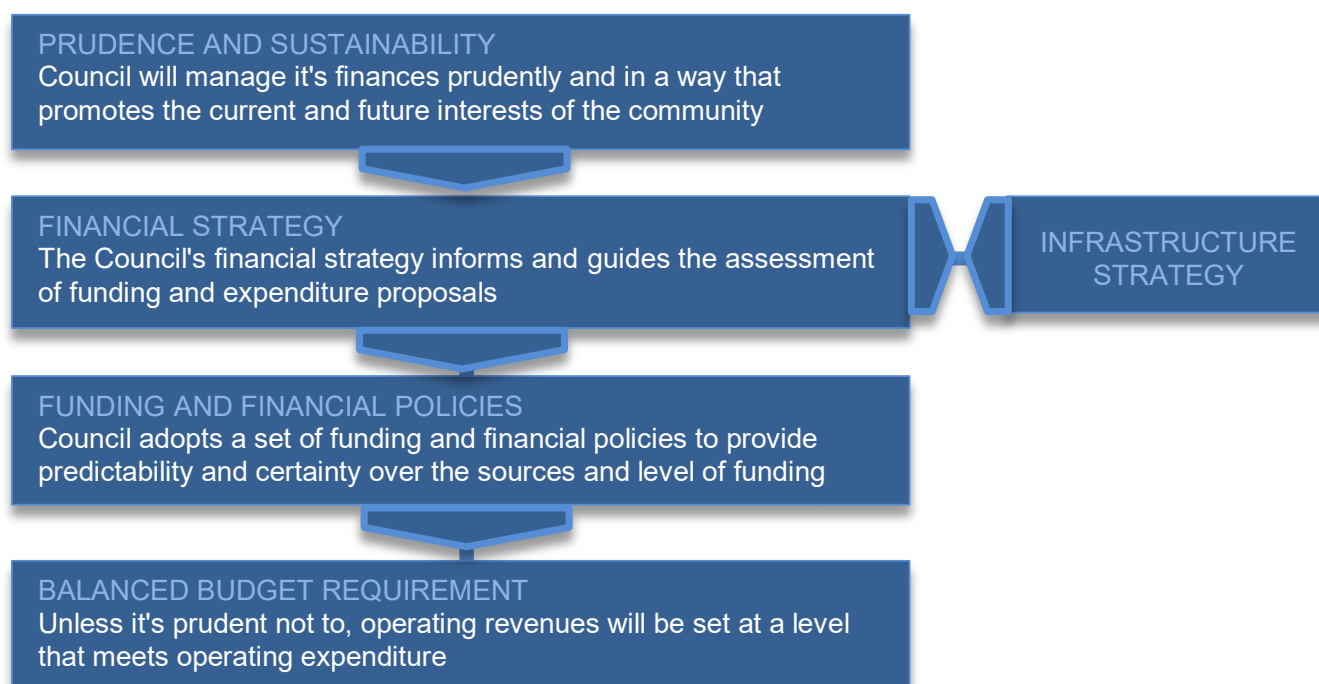 PRUDENCE AND SUSTAINABILITY
Council will manage it's finances prudently and in a way that
promotes the current and future interests of the community
FINANCIAL STRATEGY
The Council's financial strategy informs and guides the assessment
of funding and expenditure proposals
INFRASTRUCTURE
STRATEGY
FUNDING AND FINANCIAL POLICIES
Council adopts a set of funding and financial policies to provide
predictability and certainty over the sources and level of funding
BALANCED BUDGET REQUIREMENT
Unless it's prudent not to, operating revenues will be set at a level
that meets operating expenditure